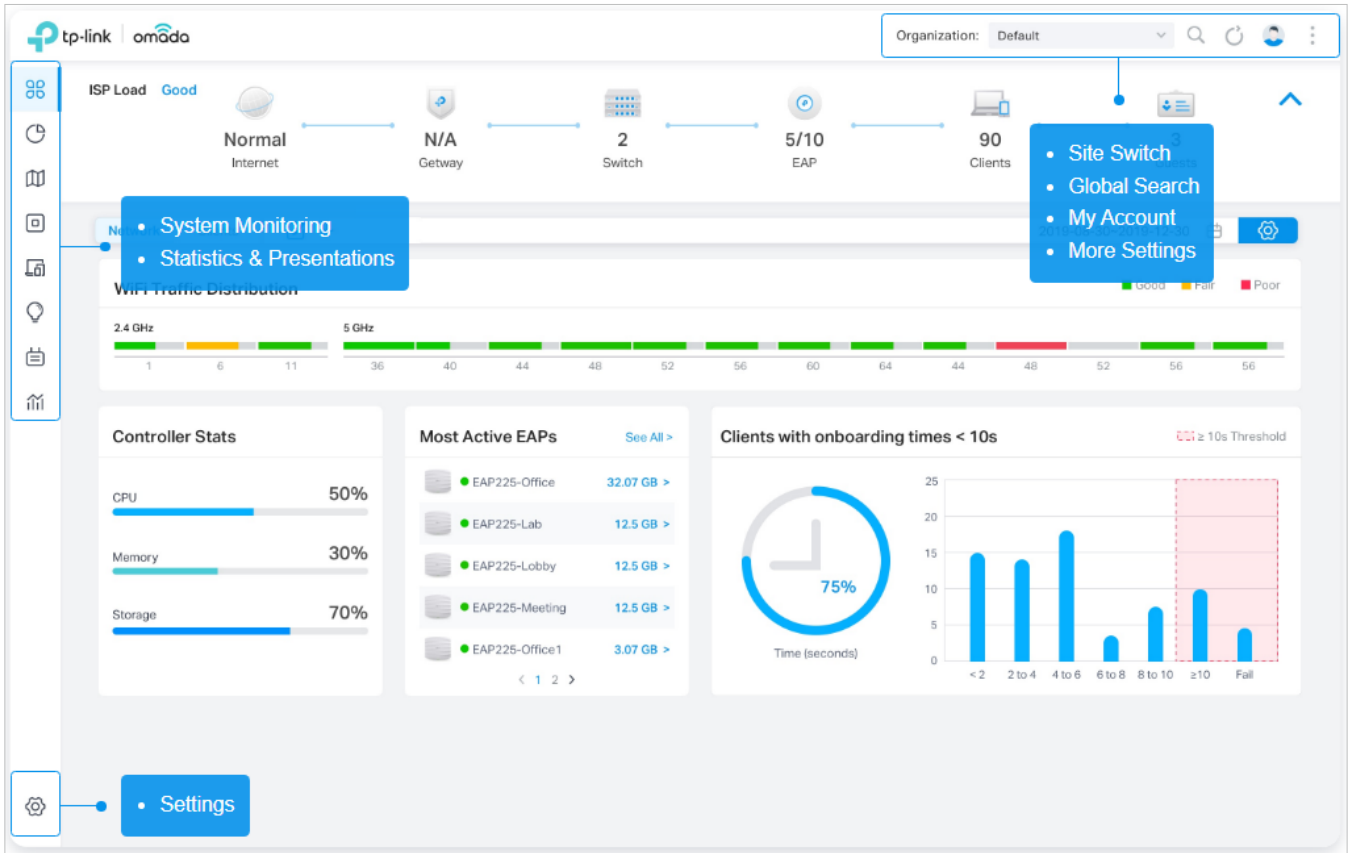 tp-link omada
Organization: Default
ISP Load Good
Normal
Internet
N/A
Getway
2
Switch
5/10
EAP
90
Clients
3
• Site Switch
• Global Search
• My Account
• More Settings
• System Monitoring
• Statistics & Presentations
WiFi Traffic Distribution
Good Fair Poor
2.4 GHz 5 GHz
1 6 11 36 40 44 48 52 56 60 64 44 48 52 56 56
Controller Stats
CPU 50%
Memory 30%
Storage 70%
Most Active EAPs See All >
EAP225-Office 32.07 GB >
EAP225-Lab 12.5 GB >
EAP225-Lobby 12.5 GB >
EAP225-Meeting 12.5 GB >
EAP225-Office1 3.07 GB >
< 1 2 >
Clients with onboarding times < 10s ≥ 10s Threshold
75%
Time (seconds)
25
20
15
10
5
0
< 2 2 to 4 4 to 6 6 to 8 8 to 10 ≥10 Fail
• Settings